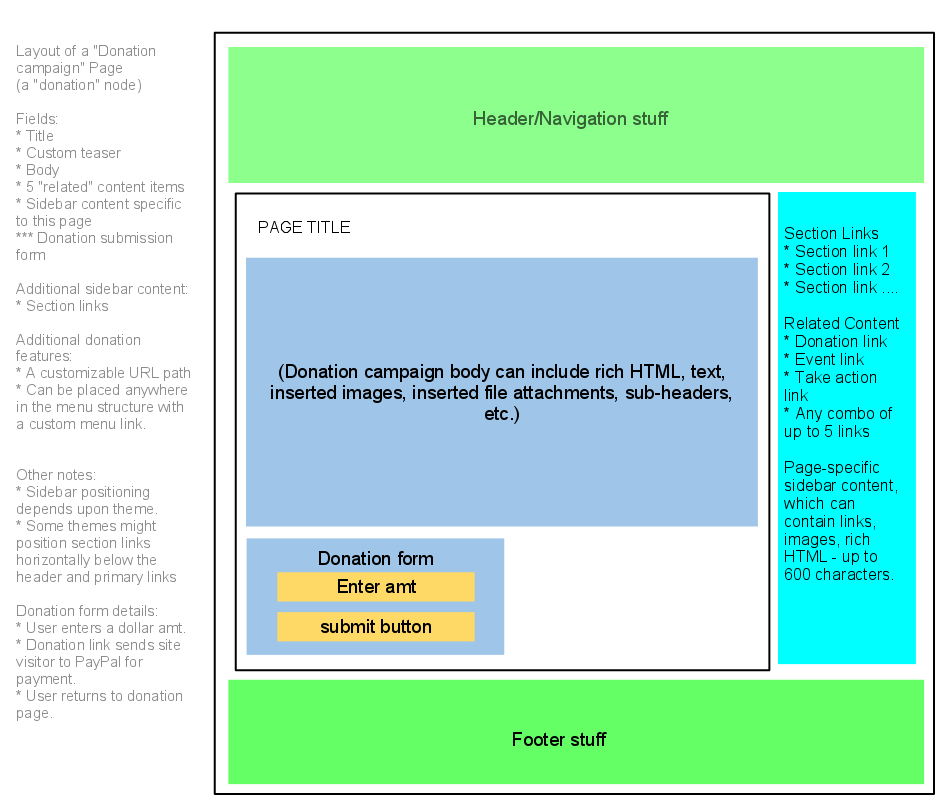 Layout of a "Donation
campaign" Page
(a "donation" node)
Fields:
* Title
* Custom teaser
* Body
* 5 "related" content items
* Sidebar content specific
to this page
*** Donation submission
form
Additional sidebar content:
* Section links
Additional donation
features:
* A customizable URL path
* Can be placed anywhere
in the menu structure with
a custom menu link.
Other notes:
* Sidebar positioning
depends upon theme.
* Some themes might
position section links
horizontally below the
header and primary links
Donation form details:
* User enters a dollar amt.
* Donation link sends site
visitor to PayPal for
payment.
* User returns to donation
page.
Header/Navigation stuff
PAGE TITLE
(Donation campaign body can include rich HTML, text,
inserted images, inserted file attachments, sub-headers,
etc.)
Donation form
Enter amt
submit button
Section Links
* Section link 1
* Section link 2
* Section link ....
Related Content
* Donation link
* Event link
* Take action
link
* Any combo of
up to 5 links
Page-specific
sidebar content,
which can
contain links,
images, rich
HTML - up to
600 characters.
Footer stuff